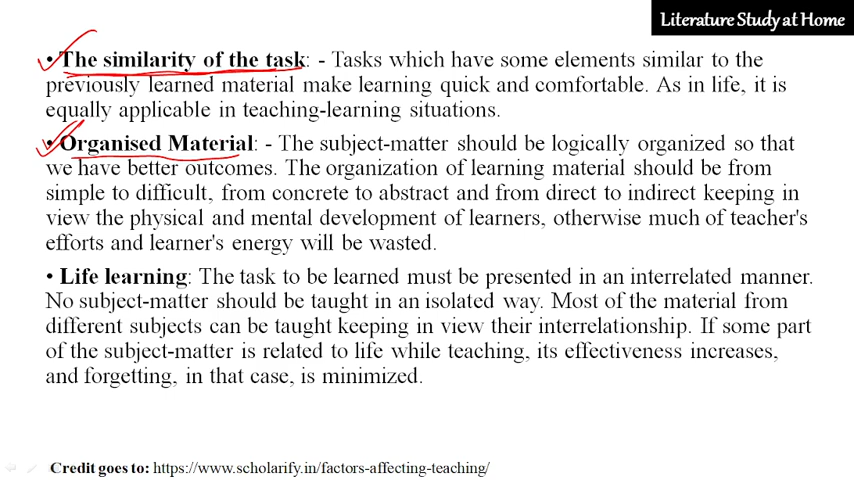 Literature Study at Home
• The similarity of the task: - Tasks which have some elements similar to the
previously learned material make learning quick and comfortable. As in life, it is
equally applicable in teaching-learning situations.
• Organised Material: - The subject-matter should be logically organized so that
we have better outcomes. The organization of learning material should be from
simple to difficult, from concrete to abstract and from direct to indirect keeping in
view the physical and mental development of learners, otherwise much of teacher's
efforts and learner's energy will be wasted.
• Life learning: The task to be learned must be presented in an interrelated manner.
No subject-matter should be taught in an isolated way. Most of the material from
different subjects can be taught keeping in view their interrelationship. If some part
of the subject-matter is related to life while teaching, its effectiveness increases,
and forgetting, in that case, is minimized.
Credit goes to: https://www.scholarify.in/factors-affecting-teaching/